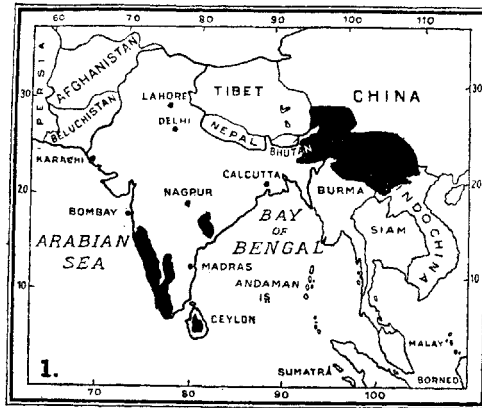 60 70 80 90 100 110
PERSIA
AFGHANISTAN
BELUCHISTAN
LAHORE
DELHI
TIBET
CHINA
30 30
NEPAL
BHUTAN
KARACHI
CALCUTTA
BURMA
INDOCHINA
20 20
NAGPUR
BOMBAY
BAY
OF
BENGAL
SIAM
ARABIAN
SEA
MADRAS
ANDAMAN
IS
10 10
CEYLON
MALAY
SUMATRA
BORNEO
1.
70 80 90 100